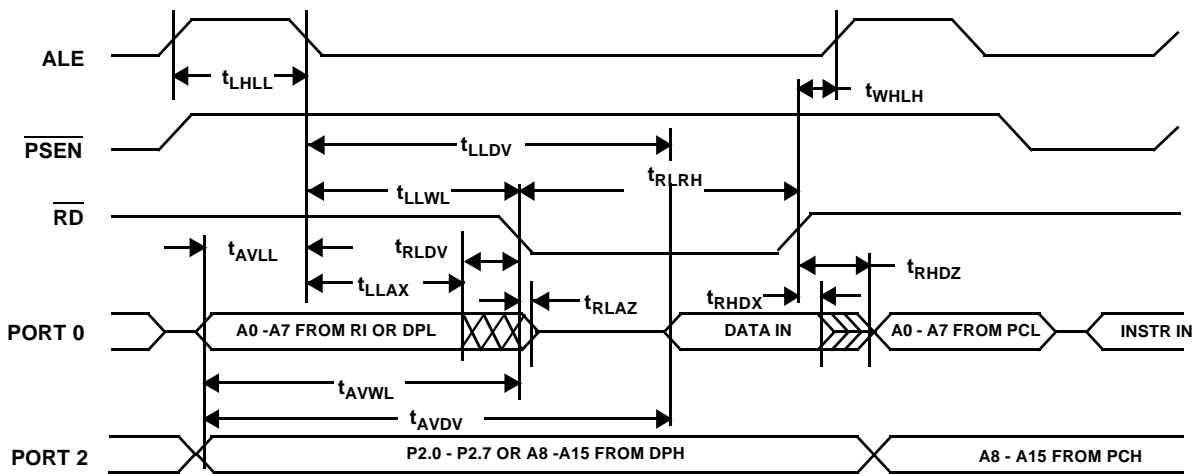 ALE
tLHLL
tWHLH
PSEN
tLLDV
tLLWL
tRLRH
RD
tAVLL
tRLDV
tRHDZ
tLLAX
tRLAZ
tRHDX
PORT 0
A0 -A7 FROM RI OR DPL
DATA IN
A0 - A7 FROM PCL
INSTR IN
tAVWL
tAVDV
PORT 2
P2.0 - P2.7 OR A8 -A15 FROM DPH
A8 - A15 FROM PCH